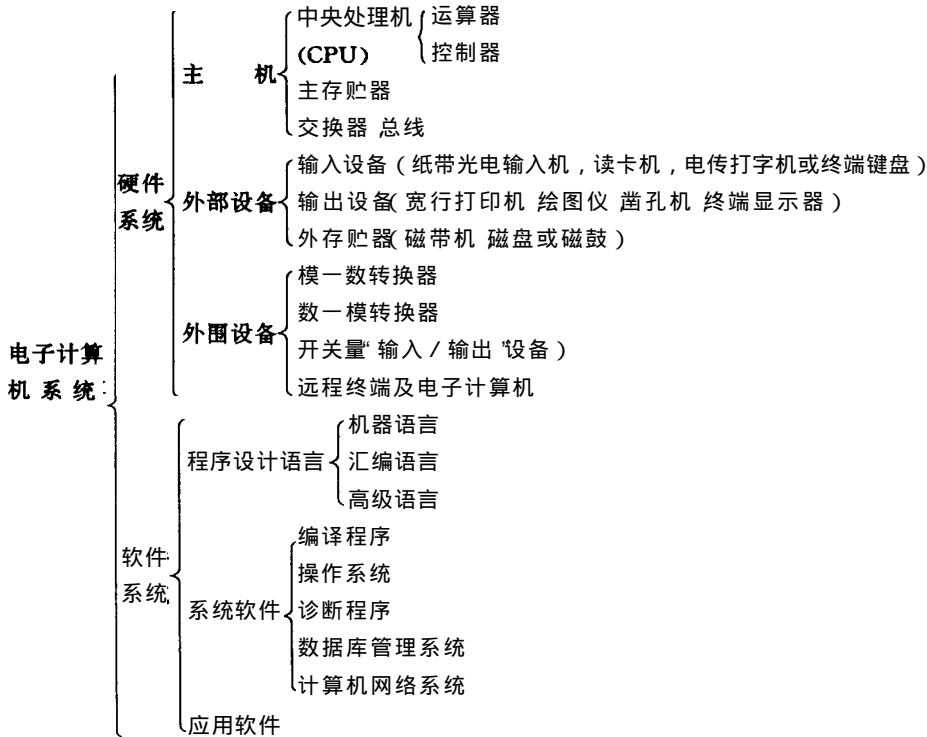 中央处理机 运算器
(CPU) 控制器
主 机
主存贮器
交换器 总线
硬件
系统
输入设备（纸带光电输入机，读卡机，电传打字机或终端键盘）
外部设备 输出设备（宽行打印机 绘图仪 凿孔机 终端显示器）
外存贮器（磁带机 磁盘或磁鼓）
模一数转换器
数一模转换器
外围设备
开关量“输入／输出”设备）
远程终端及电子计算机
电子计算
机系统
机器语言
程序设计语言 汇编语言
高级语言
软件
系统
编译程序
操作系统
系统软件 诊断程序
数据库管理系统
计算机网络系统
应用软件